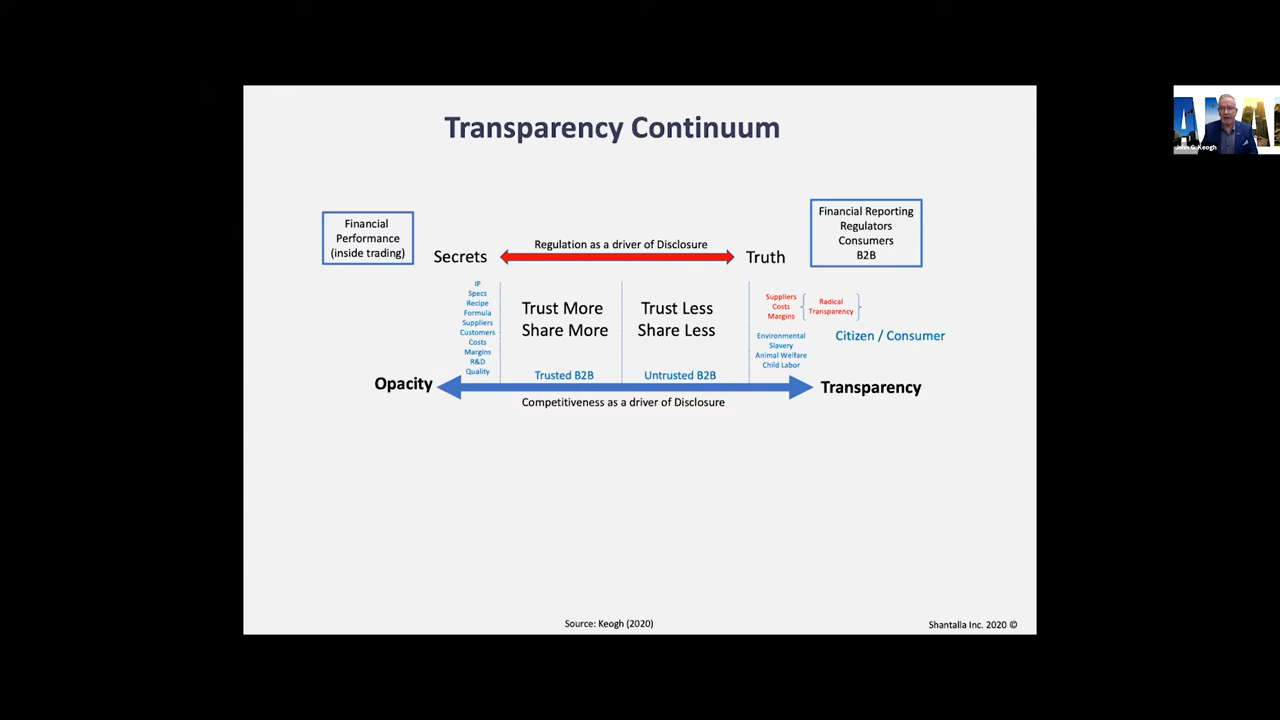 Transparency Continuum
John G. Keogh
Financial
Performance
(inside trading)
Financial Reporting
Regulators
Consumers
B2B
Secrets
Regulation as a driver of Disclosure
Truth
IP
Specs
Recipe
Formula
Suppliers
Customers
Costs
Margins
R&D
Quality
Trust More
Share More
Trust Less
Share Less
Suppliers
Costs
Margins
Radical
Transparency
Environmental
Slavery
Animal Welfare
Child Labor
Citizen / Consumer
Trusted B2B
Untrusted B2B
Opacity
Transparency
Competitiveness as a driver of Disclosure
Source: Keogh (2020)
Shantalla Inc. 2020 ©